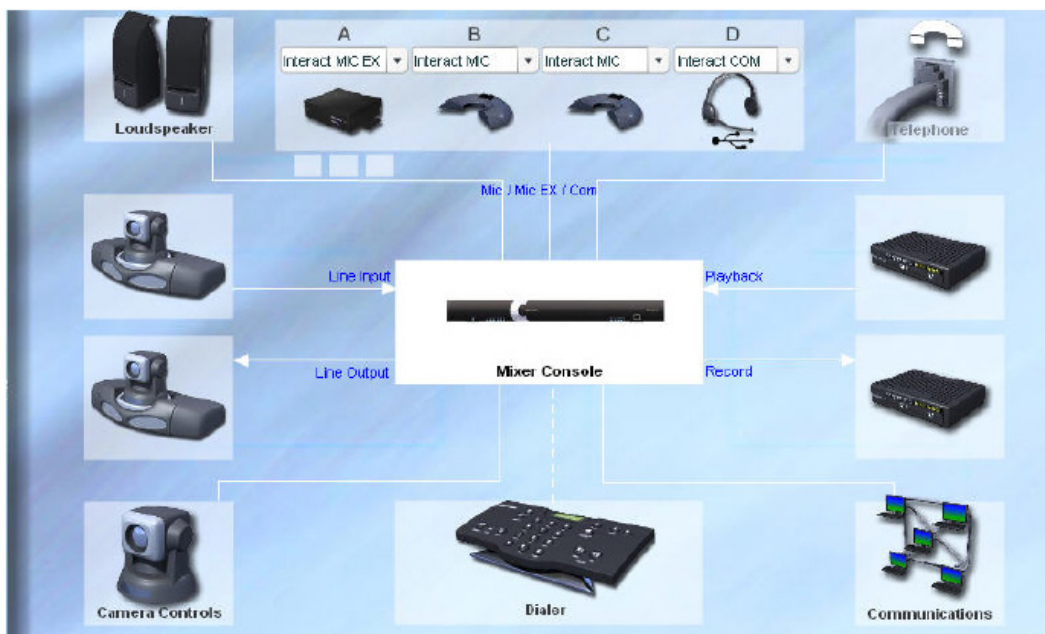 A
B
C
D
Interact MIC EX
Interact MIC
Interact MIC
Interact COM
Loudspeaker
Telephone
Mic / Mic EX / Com
Line Input
Playback
Line Output
Mixer Console
Record
Camera Controls
Dialer
Communications